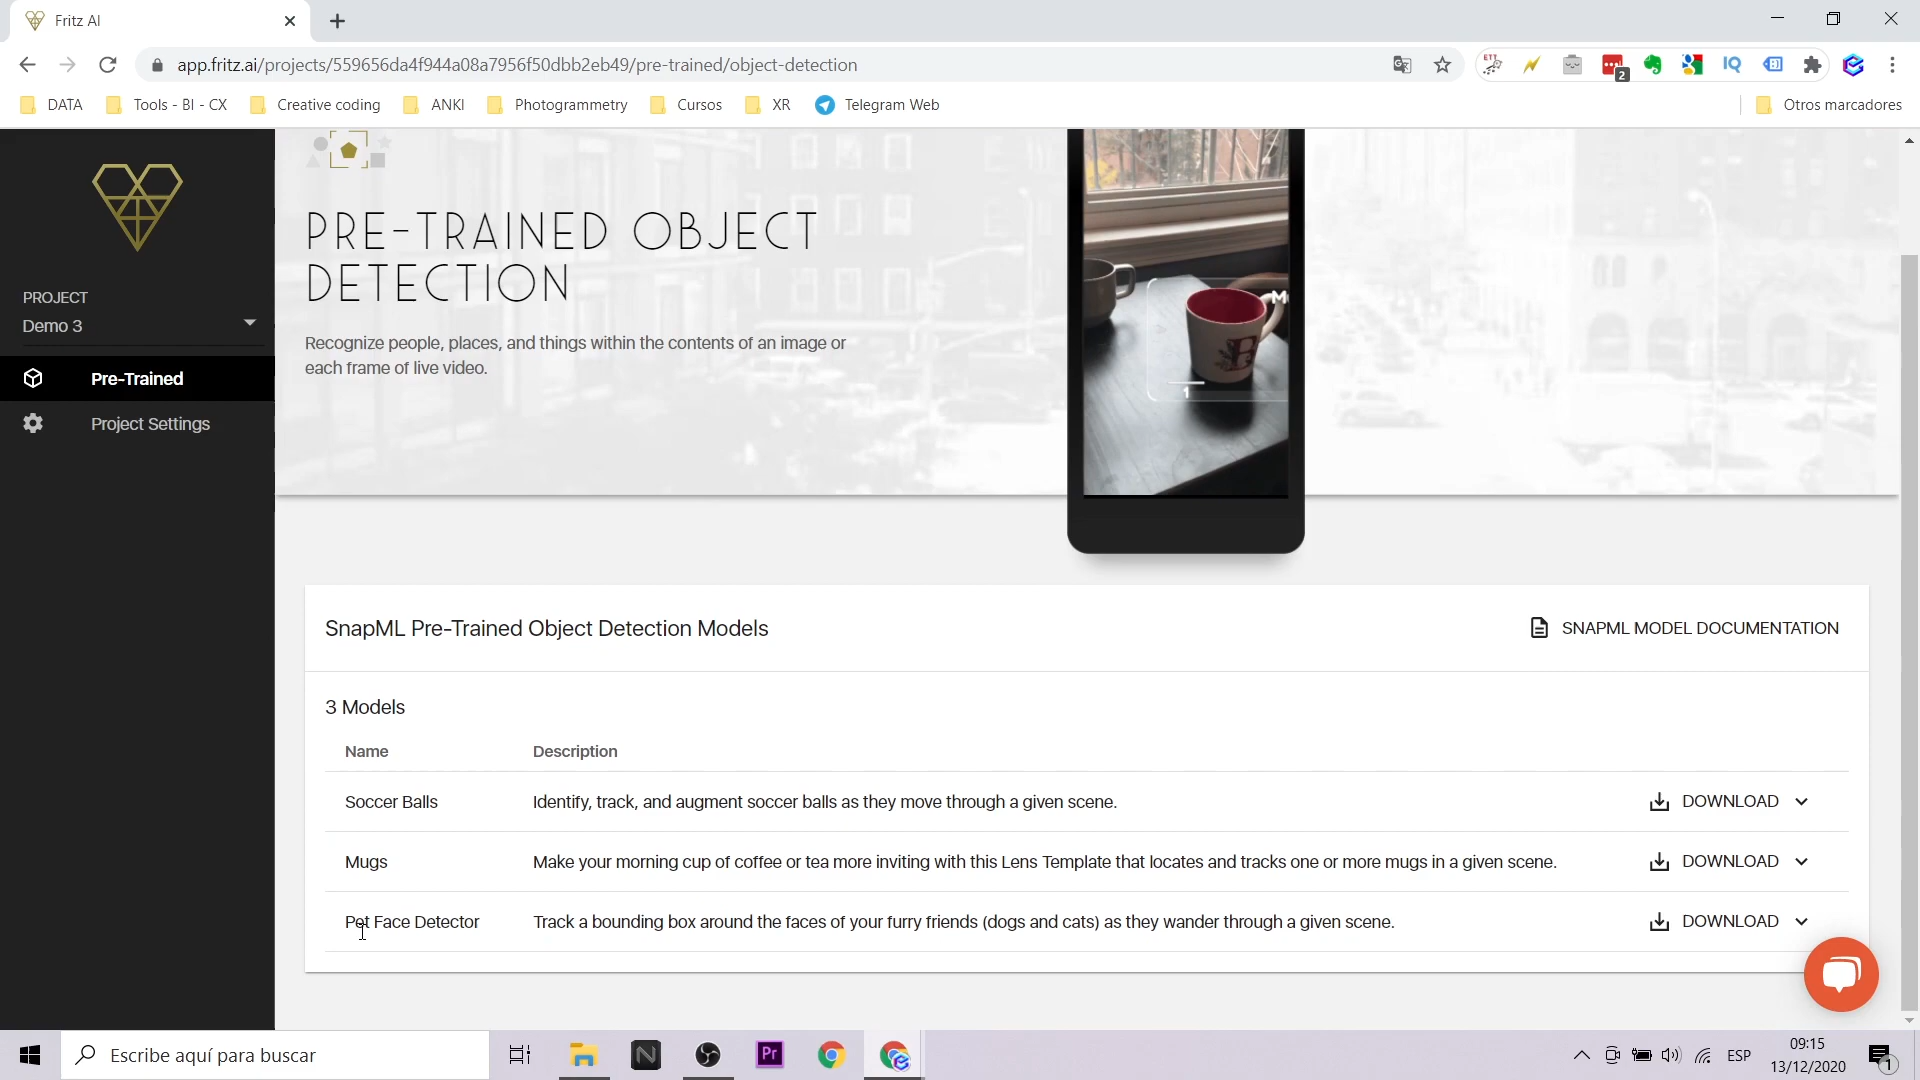 Fritz AI
app.fritz.ai/projects/559656da4f944a08a7956f50dbb2eb49/pre-trained/object-detection
ETT
2
IQ
DATA
Tools - BI - CX
Creative coding
ANKI
Photogrammetry
Cursos
XR
Telegram Web
Otros marcadores
PROJECT
Demo 3
Pre-Trained
Project Settings
PRE-TRAINED OBJECT
DETECTION
Recognize people, places, and things within the contents of an image or
each frame of live video.
M
B
1
SnapML Pre-Trained Object Detection Models
SNAPML MODEL DOCUMENTATION
3 Models
Name Description
Soccer Balls Identify, track, and augment soccer balls as they move through a given scene. DOWNLOAD
Mugs Make your morning cup of coffee or tea more inviting with this Lens Template that locates and tracks one or more mugs in a given scene. DOWNLOAD
Pet Face Detector Track a bounding box around the faces of your furry friends (dogs and cats) as they wander through a given scene. DOWNLOAD
Escribe aquí para buscar
N
Pr
ESP
09:15
13/12/2020
1